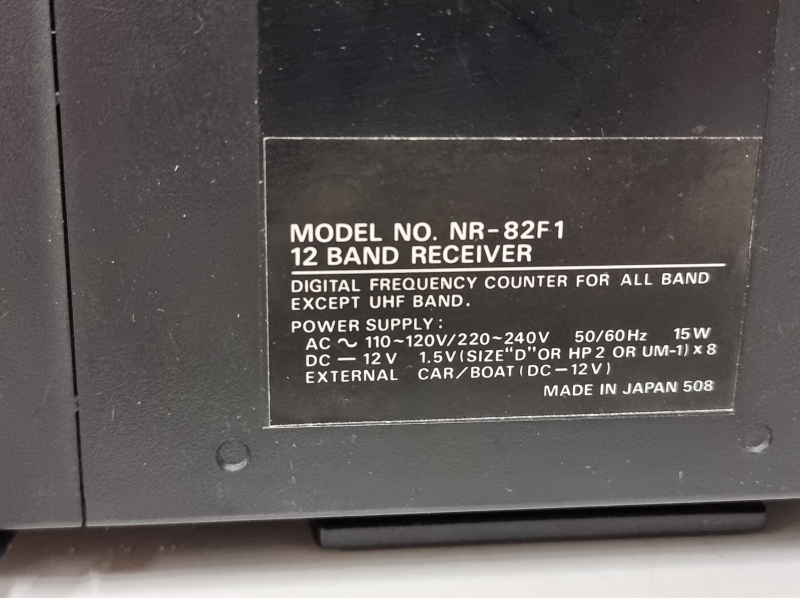 MODEL NO. NR-82F1
12 BAND RECEIVER
DIGITAL FREQUENCY COUNTER FOR ALL BAND
EXCEPT UHF BAND.
POWER SUPPLY:
AC ~ 110~120V/220~240V 50/60Hz 15W
DC — 12V 1.5V(SIZE"D"OR HP2 OR UM-1)x8
EXTERNAL CAR/BOAT(DC-12V)
MADE IN JAPAN 508